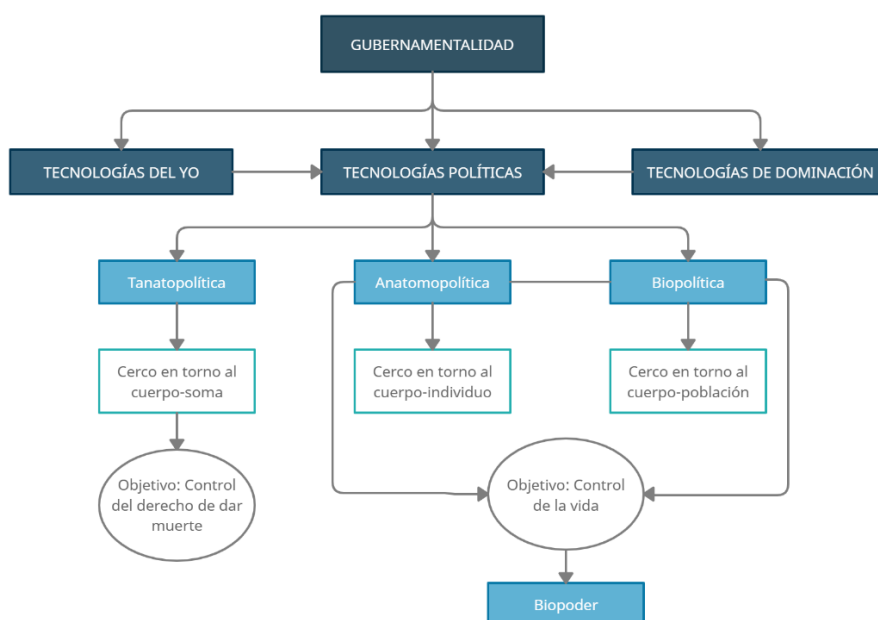 GUBERNAMENTALIDAD
TECNOLOGÍAS DEL YO
TECNOLOGÍAS POLÍTICAS
TECNOLOGÍAS DE DOMINACIÓN
Tanatopolítica
Anatomopolítica
Biopolítica
Cerco en torno al
cuerpo-soma
Cerco en torno al
cuerpo-individuo
Cerco en torno al
cuerpo-población
Objetivo: Control
del derecho de dar
muerte
Objetivo: Control
de la vida
Biopoder